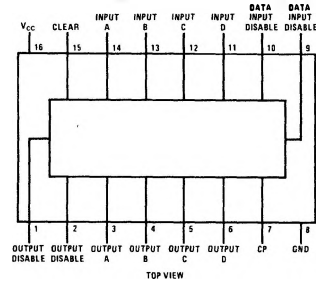 VCC CLEAR INPUT A INPUT B INPUT C INPUT D DATA INPUT DISABLE DATA INPUT DISABLE
16 15 14 13 12 11 10 9
1 2 3 4 5 6 7 8
OUTPUT DISABLE OUTPUT DISABLE OUTPUT A OUTPUT B OUTPUT C OUTPUT D CP GND
TOP VIEW